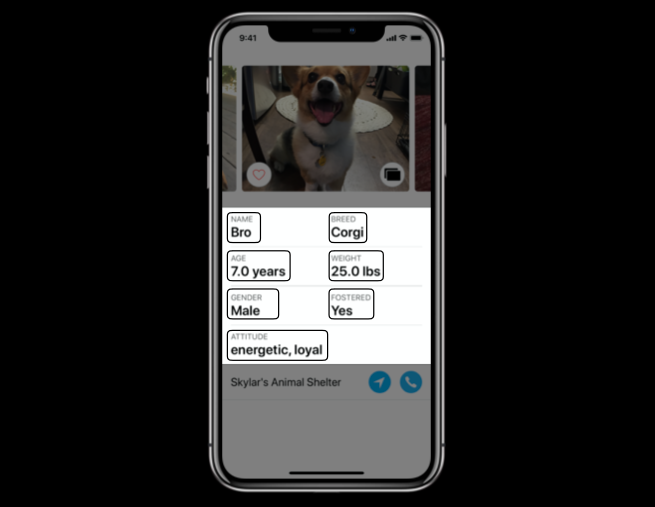 9:41
NAME BREED
Bro Corgi
AGE WEIGHT
7.0 years 25.0 lbs
GENDER FOSTERED
Male Yes
ATTITUDE
energetic, loyal
Skylar's Animal Shelter